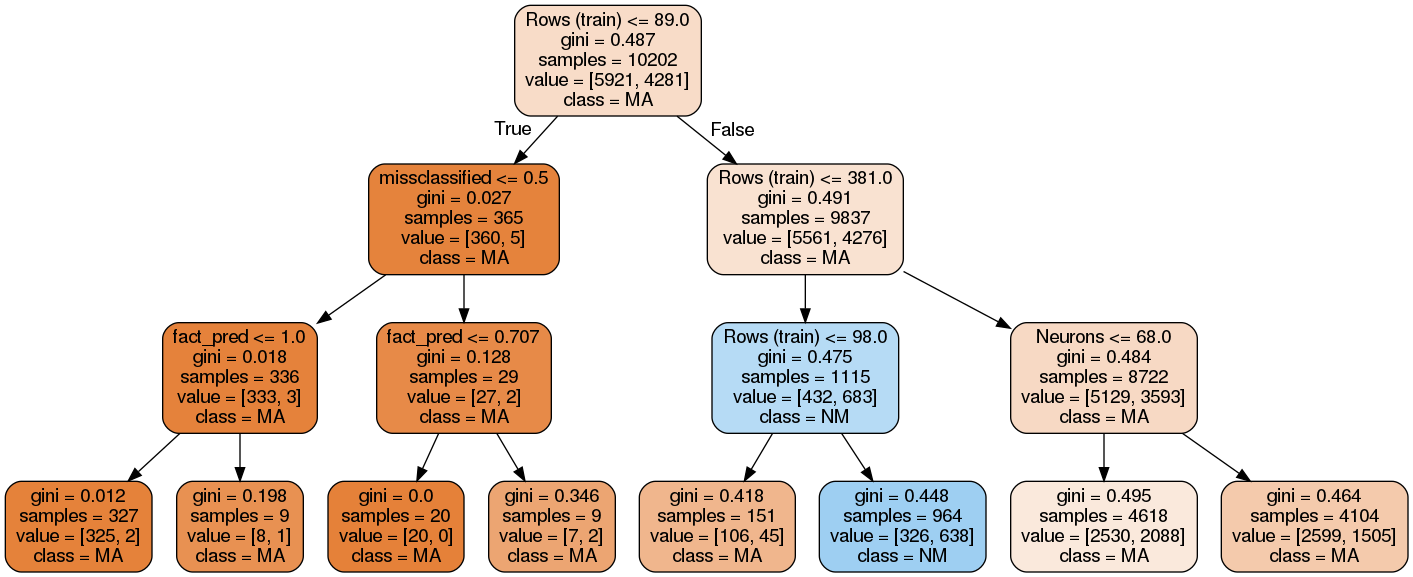 Rows (train) <= 89.0
gini = 0.487
samples = 10202
value = [5921, 4281]
class = MA
True
False
missclassified <= 0.5
gini = 0.027
samples = 365
value = [360, 5]
class = MA
Rows (train) <= 381.0
gini = 0.491
samples = 9837
value = [5561, 4276]
class = MA
fact_pred <= 1.0
gini = 0.018
samples = 336
value = [333, 3]
class = MA
fact_pred <= 0.707
gini = 0.128
samples = 29
value = [27, 2]
class = MA
Rows (train) <= 98.0
gini = 0.475
samples = 1115
value = [432, 683]
class = NM
Neurons <= 68.0
gini = 0.484
samples = 8722
value = [5129, 3593]
class = MA
gini = 0.012
samples = 327
value = [325, 2]
class = MA
gini = 0.198
samples = 9
value = [8, 1]
class = MA
gini = 0.0
samples = 20
value = [20, 0]
class = MA
gini = 0.346
samples = 9
value = [7, 2]
class = MA
gini = 0.418
samples = 151
value = [106, 45]
class = MA
gini = 0.448
samples = 964
value = [326, 638]
class = NM
gini = 0.495
samples = 4618
value = [2530, 2088]
class = MA
gini = 0.464
samples = 4104
value = [2599, 1505]
class = MA